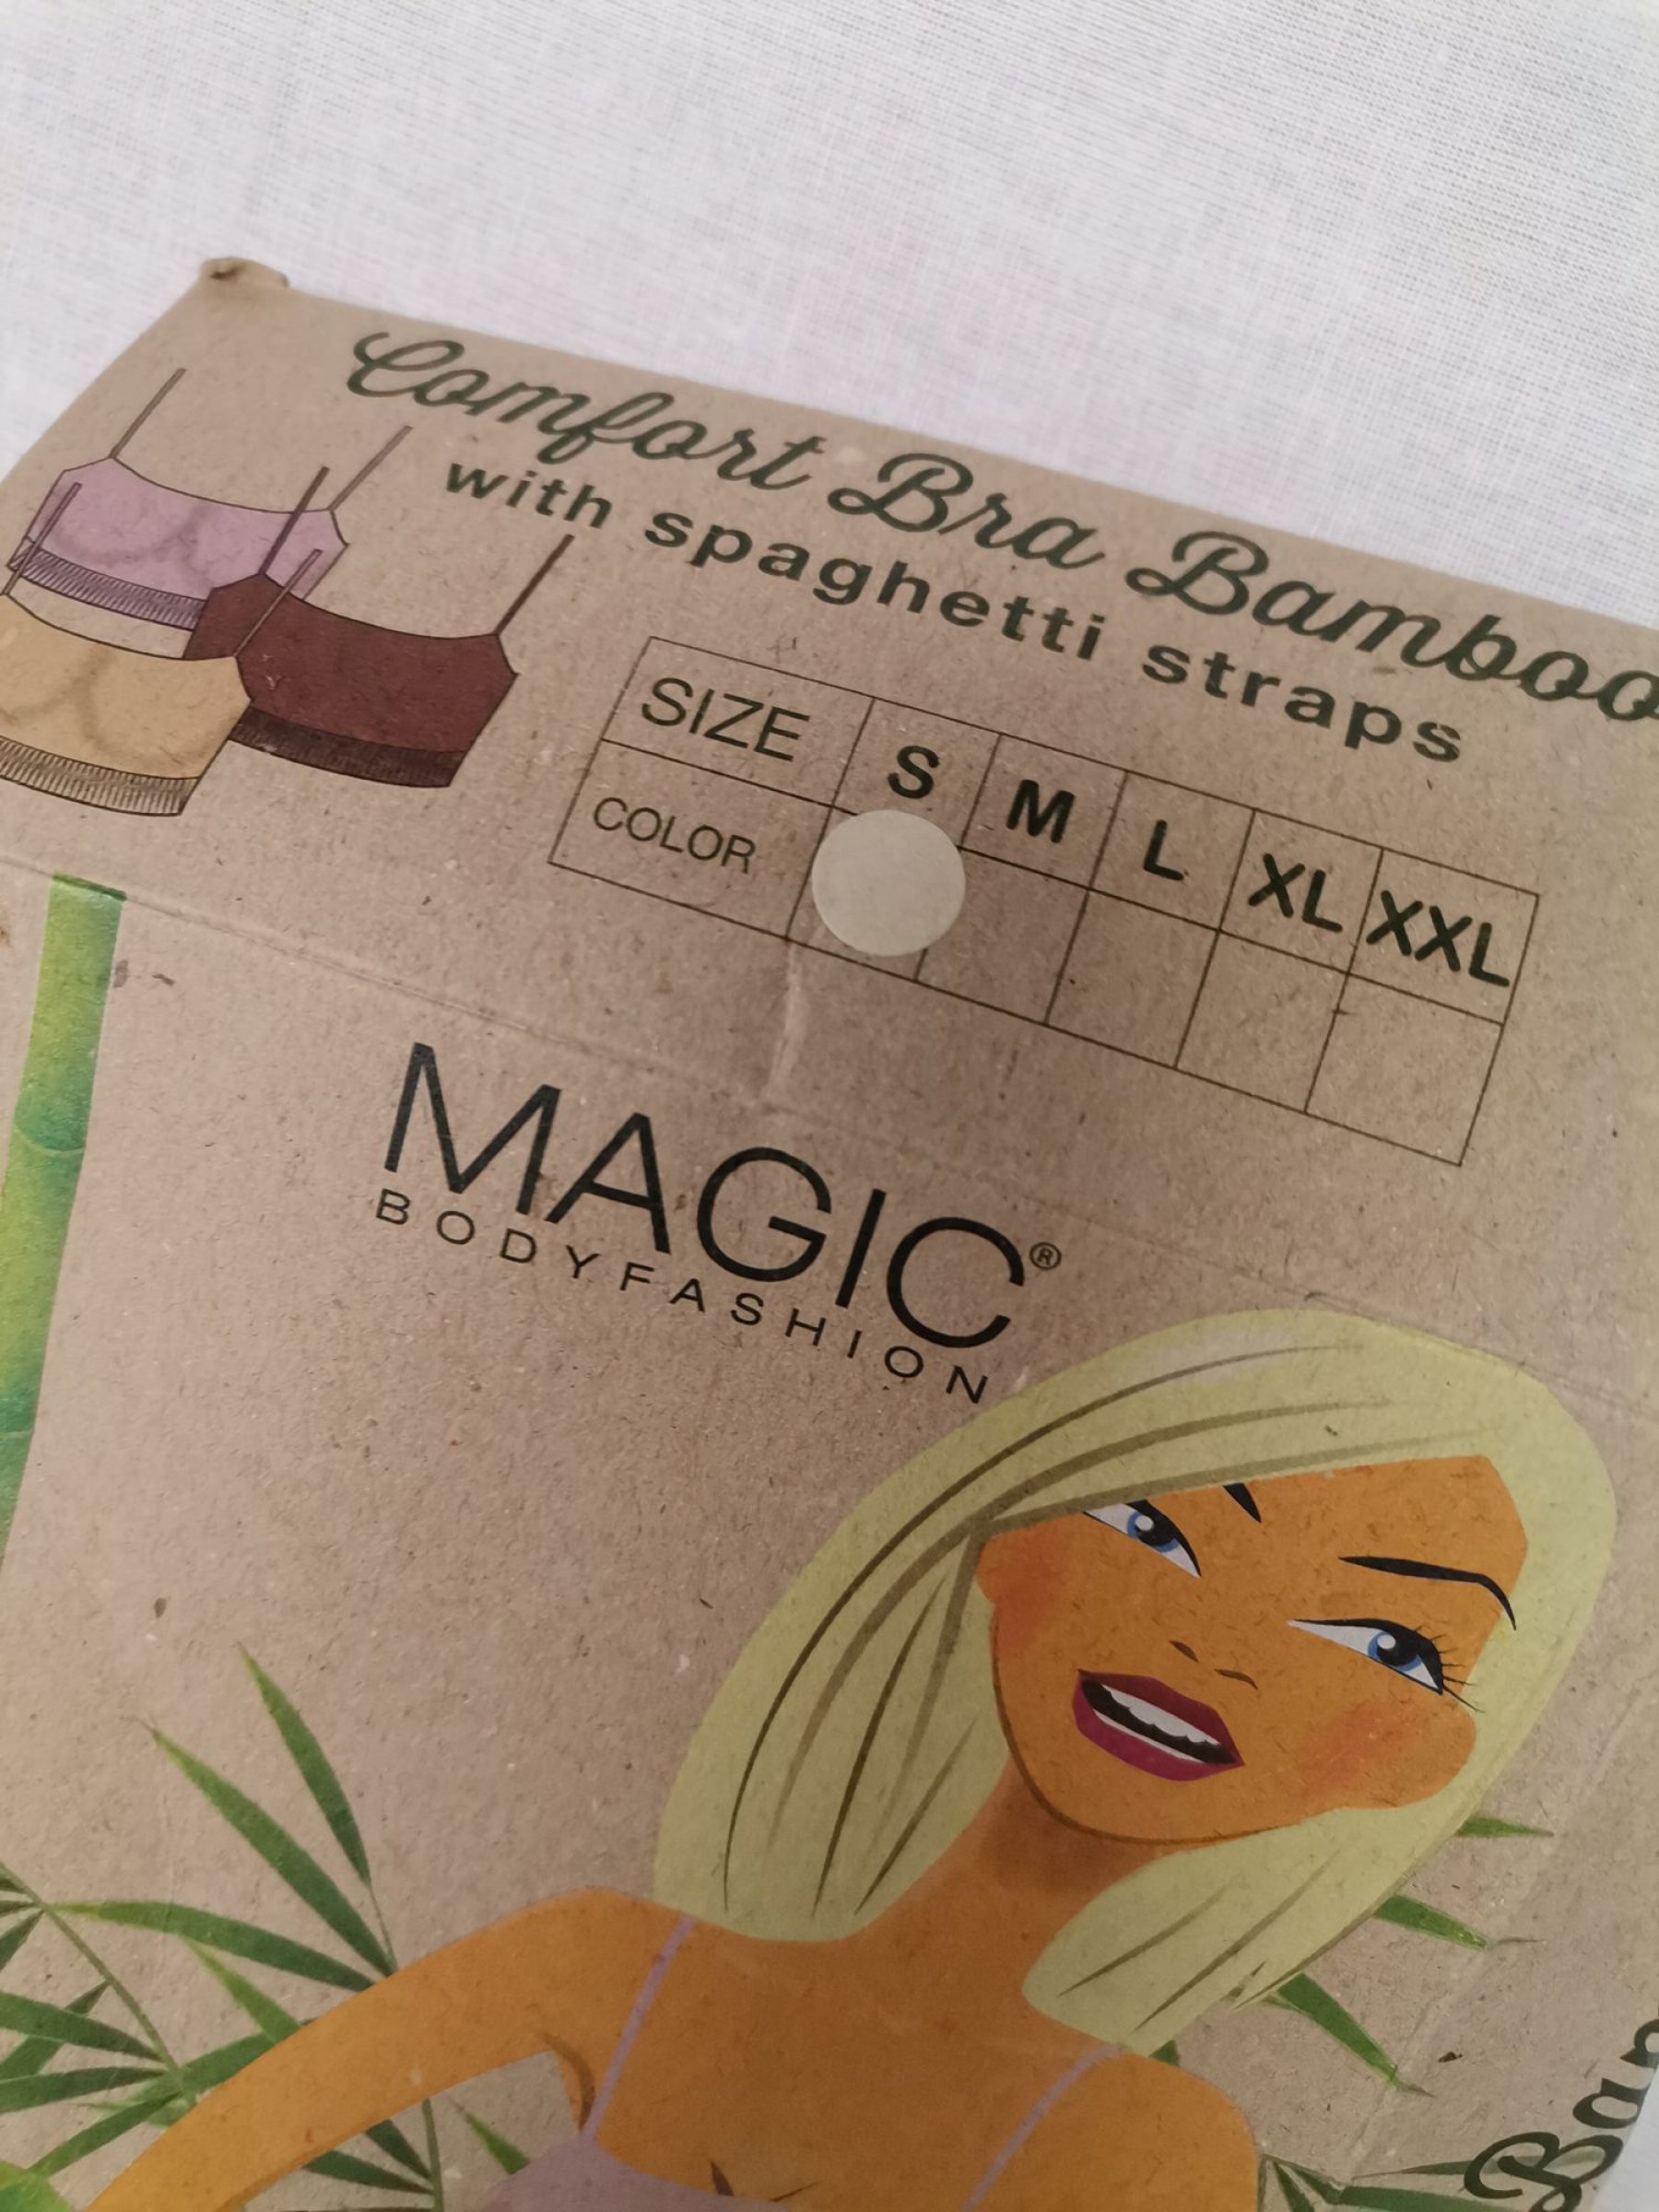 Comfort Bra Bamboo
with spaghetti straps
SIZE S M L XL XXL
COLOR
MAGIC®
BODYFASHION